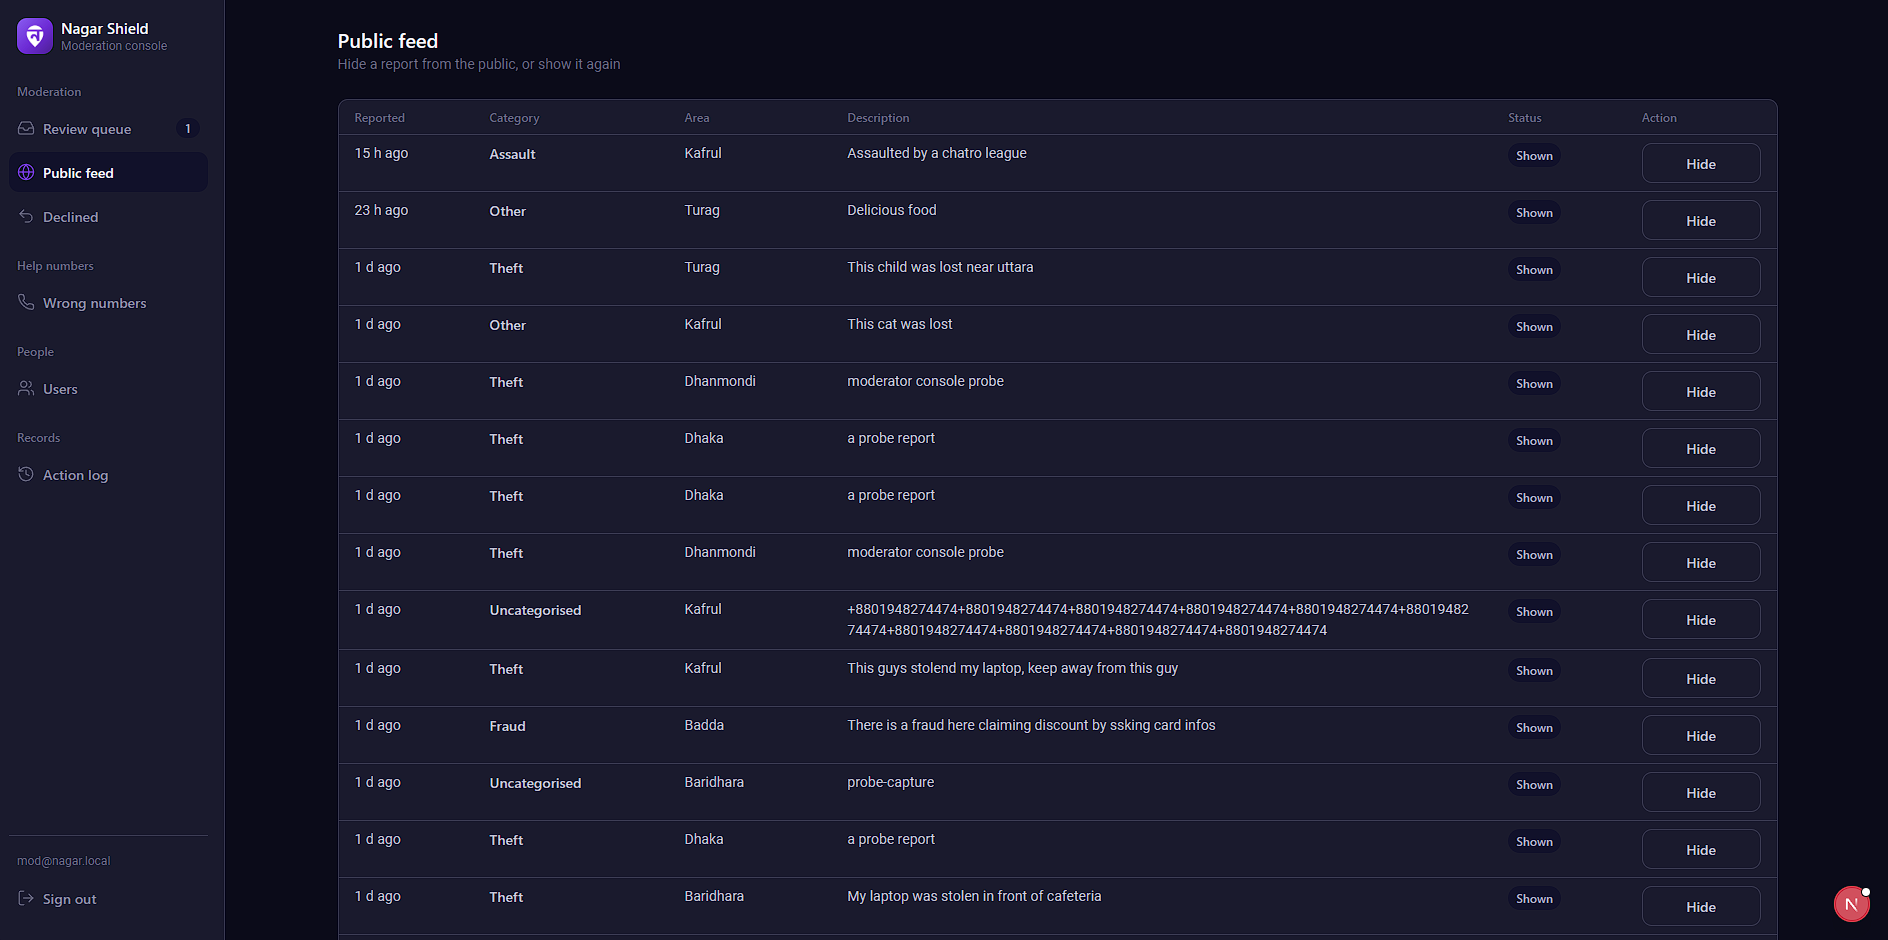 Nagar Shield
Moderation console
Moderation
Review queue 1
Public feed
Declined
Help numbers
Wrong numbers
People
Users
Records
Action log
mod@nagar.local
Sign out
Public feed
Hide a report from the public, or show it again
Reported Category Area Description Status Action
15 h ago Assault Kafrul Assaulted by a chatro league Shown Hide
23 h ago Other Turag Delicious food Shown Hide
1 d ago Theft Turag This child was lost near uttara Shown Hide
1 d ago Other Kafrul This cat was lost Shown Hide
1 d ago Theft Dhanmondi moderator console probe Shown Hide
1 d ago Theft Dhaka a probe report Shown Hide
1 d ago Theft Dhaka a probe report Shown Hide
1 d ago Theft Dhanmondi moderator console probe Shown Hide
1 d ago Uncategorised Kafrul +8801948274474+8801948274474+8801948274474+8801948274474+8801948274474+88019482 Shown Hide
74474+8801948274474+8801948274474+8801948274474+8801948274474
1 d ago Theft Kafrul This guys stolend my laptop, keep away from this guy Shown Hide
1 d ago Fraud Badda There is a fraud here claiming discount by ssking card infos Shown Hide
1 d ago Uncategorised Baridhara probe-capture Shown Hide
1 d ago Theft Dhaka a probe report Shown Hide
1 d ago Theft Baridhara My laptop was stolen in front of cafeteria Shown Hide
N